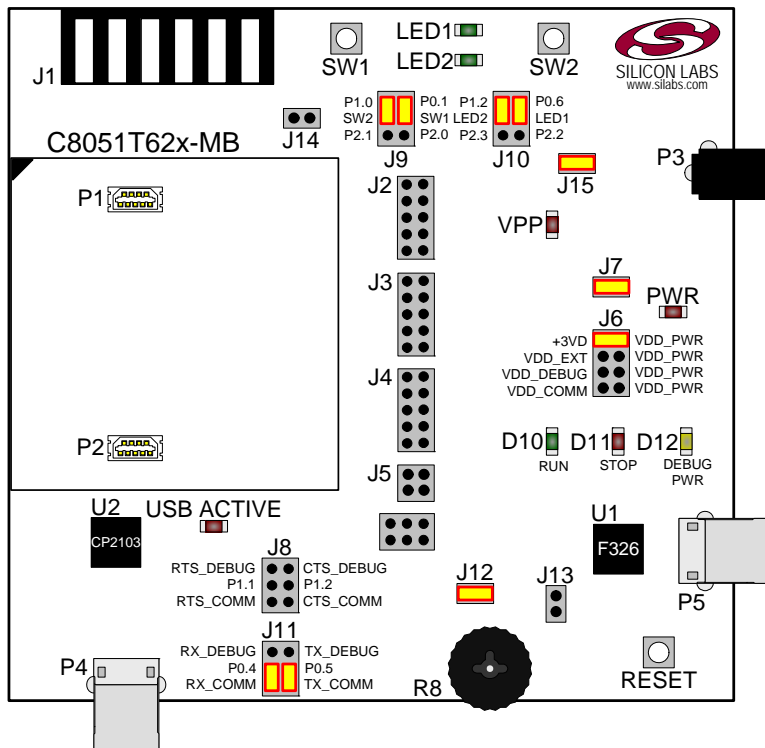 J1
SW1
LED1
LED2
SW2
SILICON LABS
www.silabs.com
C8051T62x-MB
J14
P1.0 P0.1
SW2 SW1
P2.1 P2.0
J9
P1.2 P0.6
LED2 LED1
P2.3 P2.2
J10
J15
P3
P1
J2
VPP
J3
J7
PWR
J6
+3VD VDD_PWR
VDD_EXT VDD_PWR
VDD_DEBUG VDD_PWR
VDD_COMM VDD_PWR
J4
P2
D10
RUN
D11
STOP
D12
DEBUG
PWR
J5
U2
CP2103
USB ACTIVE
U1
F326
P5
J8
RTS_DEBUG CTS_DEBUG
P1.1 P1.2
RTS_COMM CTS_COMM
J12
J13
J11
RX_DEBUG TX_DEBUG
P0.4 P0.5
RX_COMM TX_COMM
P4
R8
RESET